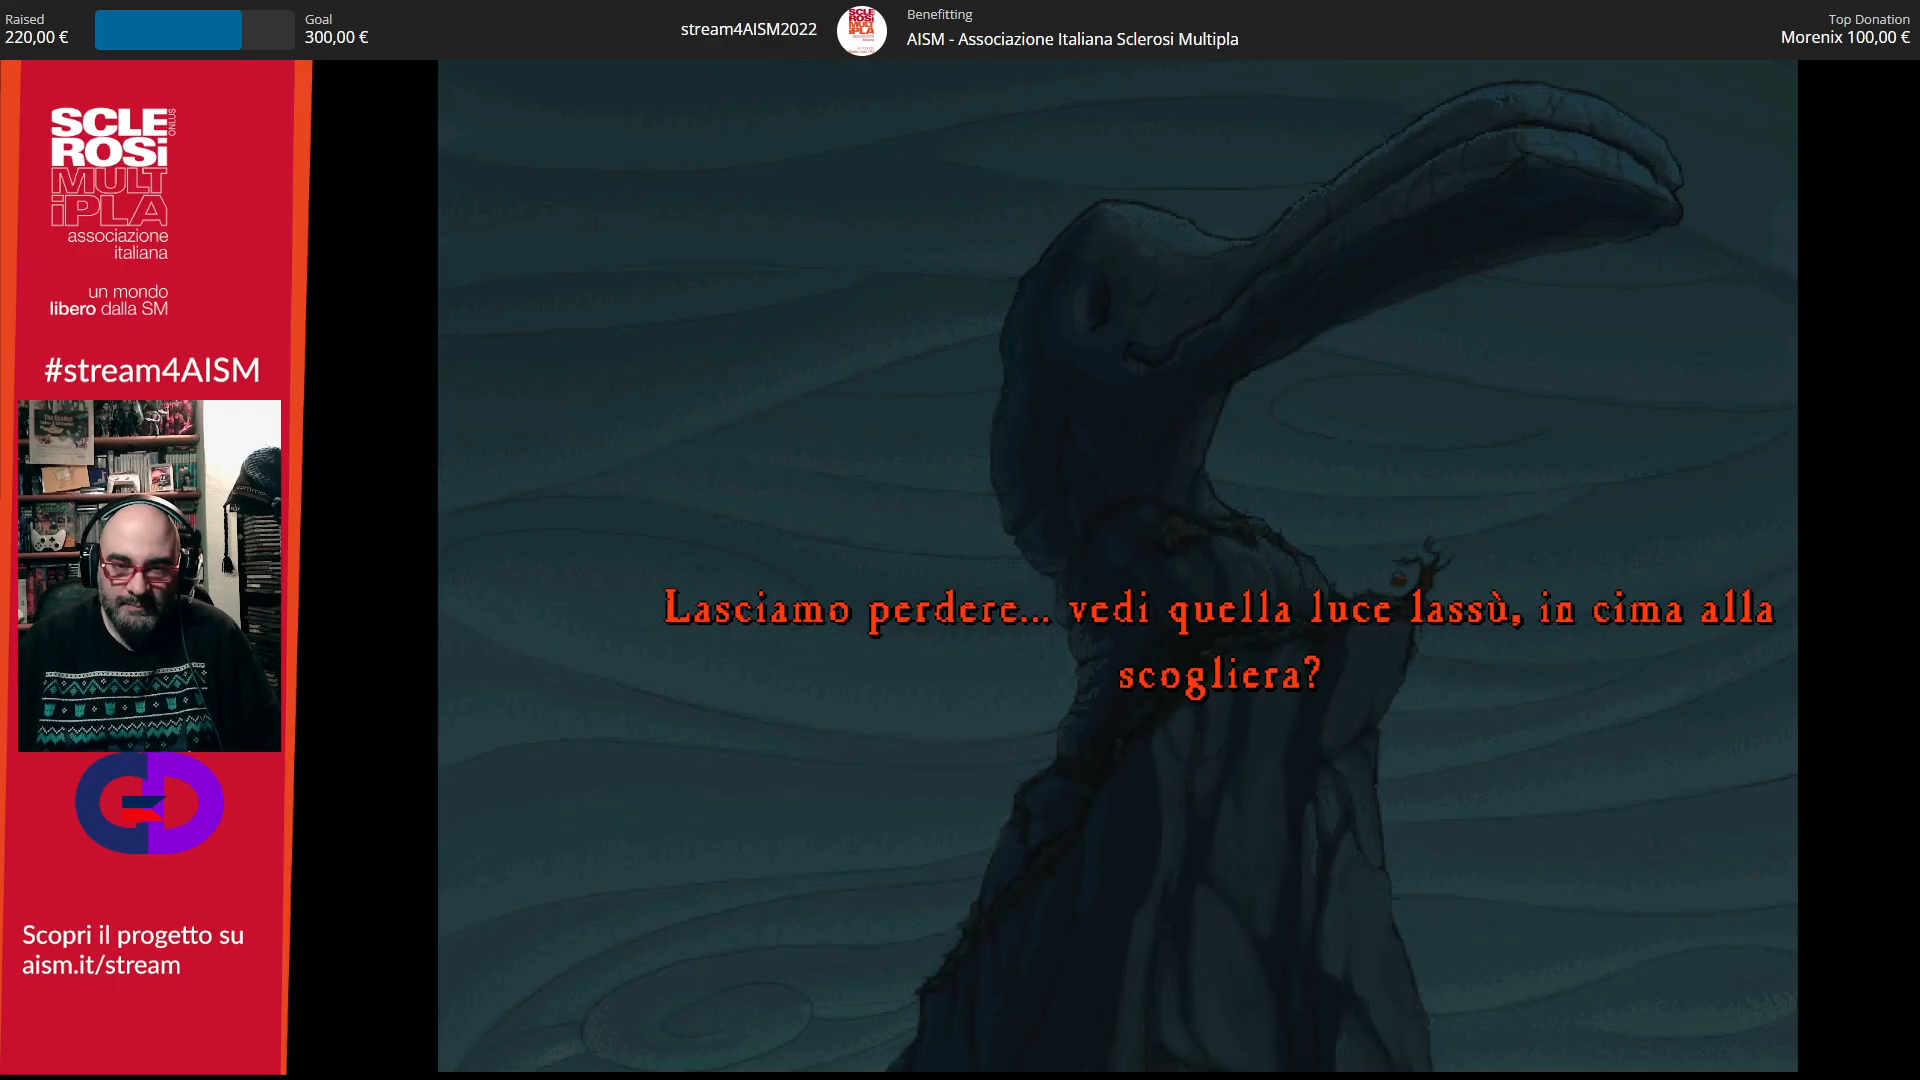 Raised
220,00 €
Goal
300,00 €
stream4AISM2022
Benefitting
AISM - Associazione Italiana Sclerosi Multipla
Top Donation
Morenix 100,00 €
SCLE
ROSi
MULT
iPLA
ONLUS
associazione
italiana
un mondo
libero dalla SM
#stream4AISM
Lasciamo perdere... vedi quella luce lassù, in cima alla
scogliera?
Scopri il progetto su
aism.it/stream